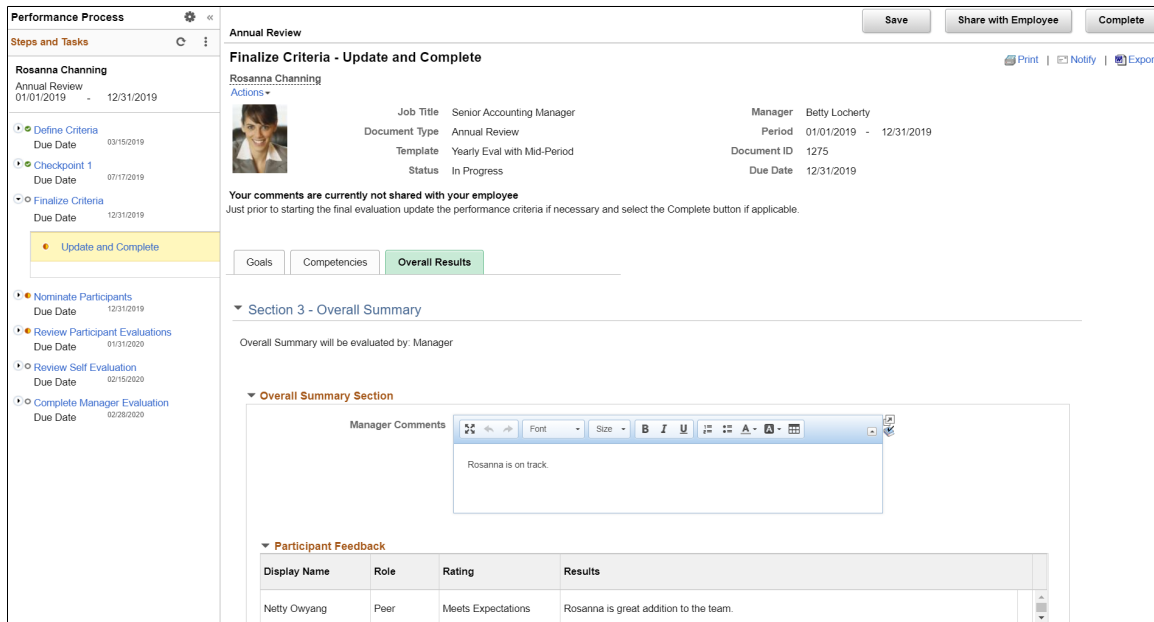 Performance Process «
Steps and Tasks
Rosanna Channing
Annual Review
01/01/2019 - 12/31/2019
Define Criteria
Due Date 03/15/2019
Checkpoint 1
Due Date 07/17/2019
Finalize Criteria
Due Date 12/31/2019
Update and Complete
Nominate Participants
Due Date 12/31/2019
Review Participant Evaluations
Due Date 01/31/2020
Review Self Evaluation
Due Date 02/15/2020
Complete Manager Evaluation
Due Date 02/28/2020
Save Share with Employee Complete
Annual Review
Finalize Criteria - Update and Complete
Print | Notify | Expor
Rosanna Channing
Actions
Job Title Senior Accounting Manager Manager Betty Locherty
Document Type Annual Review Period 01/01/2019 - 12/31/2019
Template Yearly Eval with Mid-Period Document ID 1275
Status In Progress Due Date 12/31/2019
Your comments are currently not shared with your employee
Just prior to starting the final evaluation update the performance criteria if necessary and select the Complete button if applicable.
Goals Competencies Overall Results
Section 3 - Overall Summary
Overall Summary will be evaluated by: Manager
Overall Summary Section
Manager Comments Font Size B I U A A
Rosanna is on track.
Participant Feedback
Display Name Role Rating Results
Netty Owyang Peer Meets Expectations Rosanna is great addition to the team.